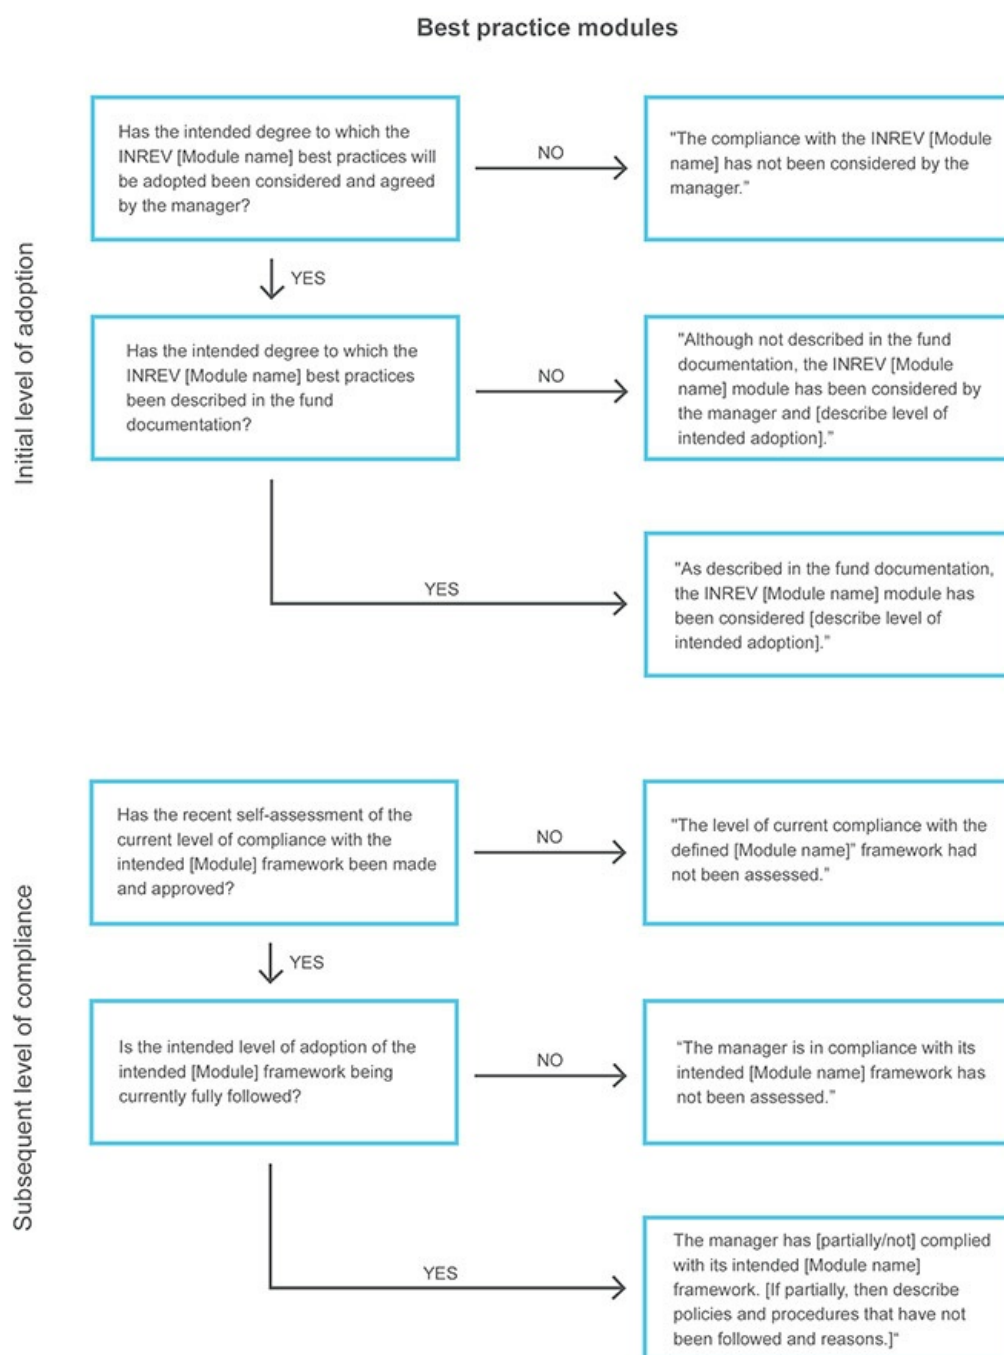 Best practice modules
Initial level of adoption
Has the intended degree to which the
INREV [Module name] best practices will
be adopted been considered and agreed
by the manager?
NO
"The compliance with the INREV [Module
name] has not been considered by the
manager.”
YES
Has the intended degree to which the
INREV [Module name] best practices
been described in the fund
documentation?
NO
"Although not described in the fund
documentation, the INREV [Module
name] module has been considered by
the manager and [describe level of
intended adoption].”
YES
"As described in the fund documentation,
the INREV [Module name] module has
been considered [describe level of
intended adoption].”
Subsequent level of compliance
Has the recent self-assessment of the
current level of compliance with the
intended [Module] framework been made
and approved?
NO
"The level of current compliance with the
defined [Module name]” framework had
not been assessed.”
YES
Is the intended level of adoption of the
intended [Module] framework being
currently fully followed?
NO
“The manager is in compliance with its
intended [Module name] framework has
not been assessed.”
YES
The manager has [partially/not] complied
with its intended [Module name]
framework. [If partially, then describe
policies and procedures that have not
been followed and reasons.]"